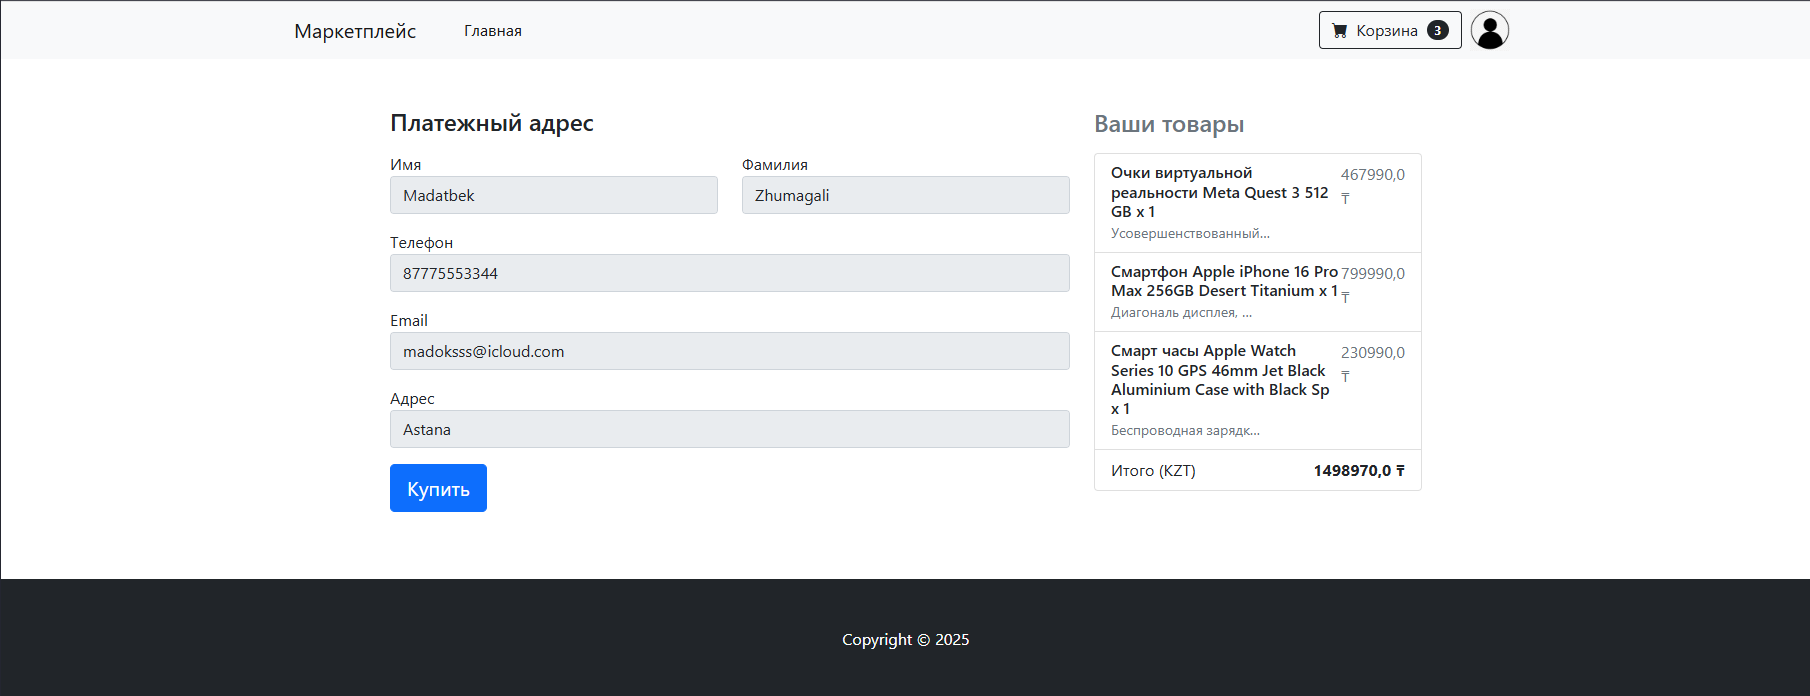 Маркетплейс Главная Корзина 3
Платежный адрес
Имя Фамилия
Madatbek Zhumagali
Телефон
87775553344
Email
madoksss@icloud.com
Адрес
Astana
Купить
Ваши товары
Очки виртуальной 467990,0
реальности Meta Quest 3 512 ₸
GB x 1
Усовершенствованный...
Смартфон Apple iPhone 16 Pro 799990,0
Max 256GB Desert Titanium x 1 ₸
Диагональ дисплея, ...
Смарт часы Apple Watch 230990,0
Series 10 GPS 46mm Jet Black ₸
Aluminium Case with Black Sp
x 1
Беспроводная зарядк...
Итого (KZT) 1498970,0 ₸
Copyright © 2025